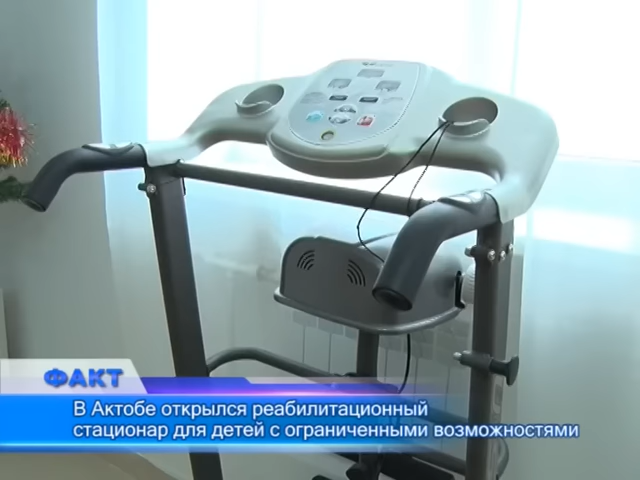 ФАКТ
В Актобе открылся реабилитационный
стационар для детей с ограниченными возможностями